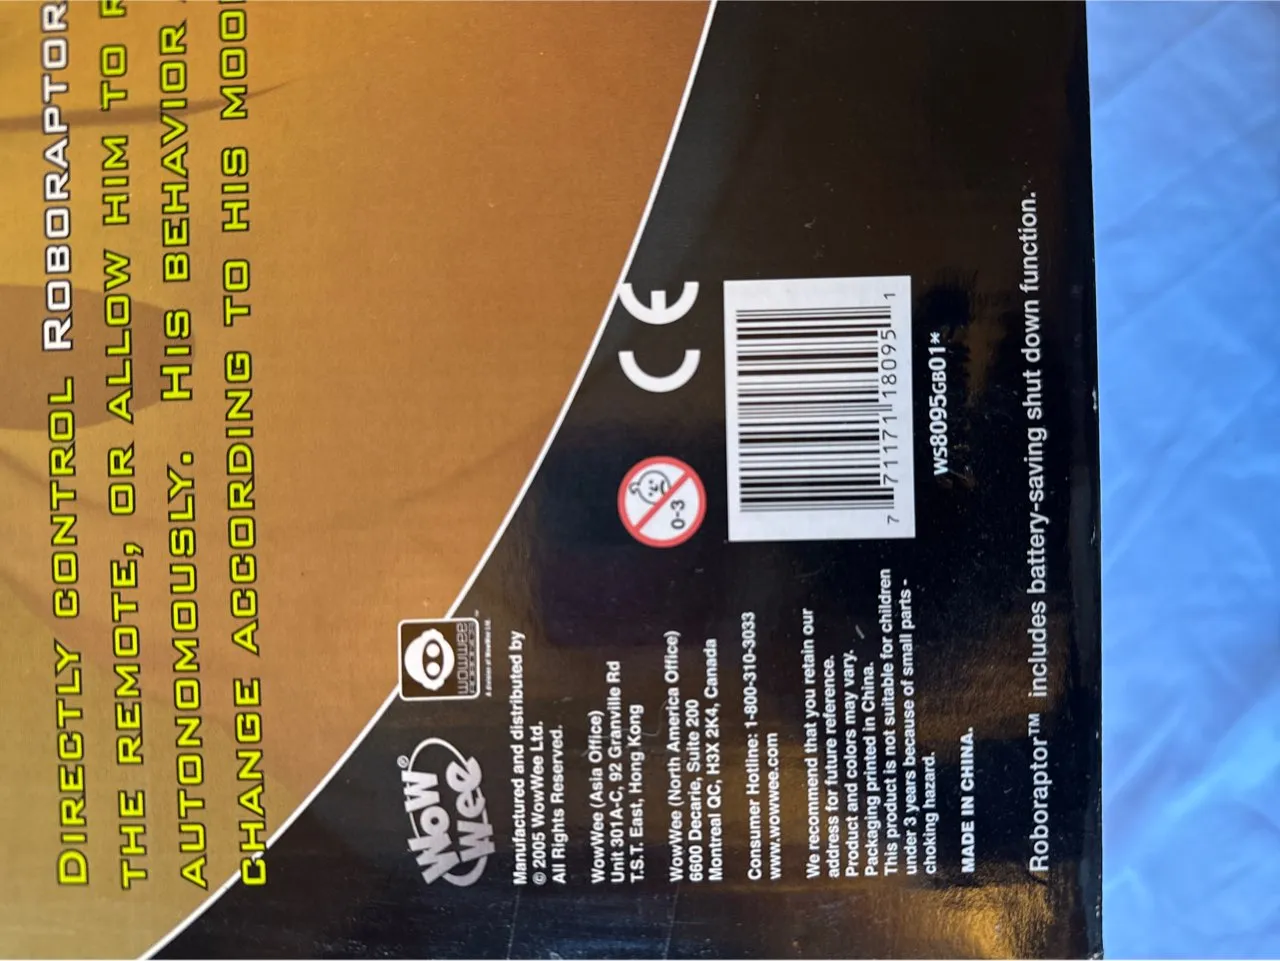 DIRECTLY CONTROL ROBORAPTOR
THE REMOTE, OR ALLOW HIM TO
AUTONOMOUSLY. HIS BEHAVIOR
CHANGE ACCORDING TO HIS MOO
WOW Wee®
wowwee
Manufactured and distributed by
© 2005 WowWee Ltd.
All Rights Reserved.
WowWee (Asia Office)
Unit 301A-C, 92 Granville Rd
T.S.T. East, Hong Kong
WowWee (North America Office)
6600 Decarie, Suite 200
Montreal QC, H3X 2K4, Canada
Consumer Hotline: 1-800-310-3033
www.wowwee.com
We recommend that you retain our
address for future reference.
Product and colors may vary.
Packaging printed in China.
This product is not suitable for children
under 3 years because of small parts -
choking hazard.
MADE IN CHINA.
0-3
CE
7 71171 18095 1
WS8095GB01*
Roboraptor™ includes battery-saving shut down function.